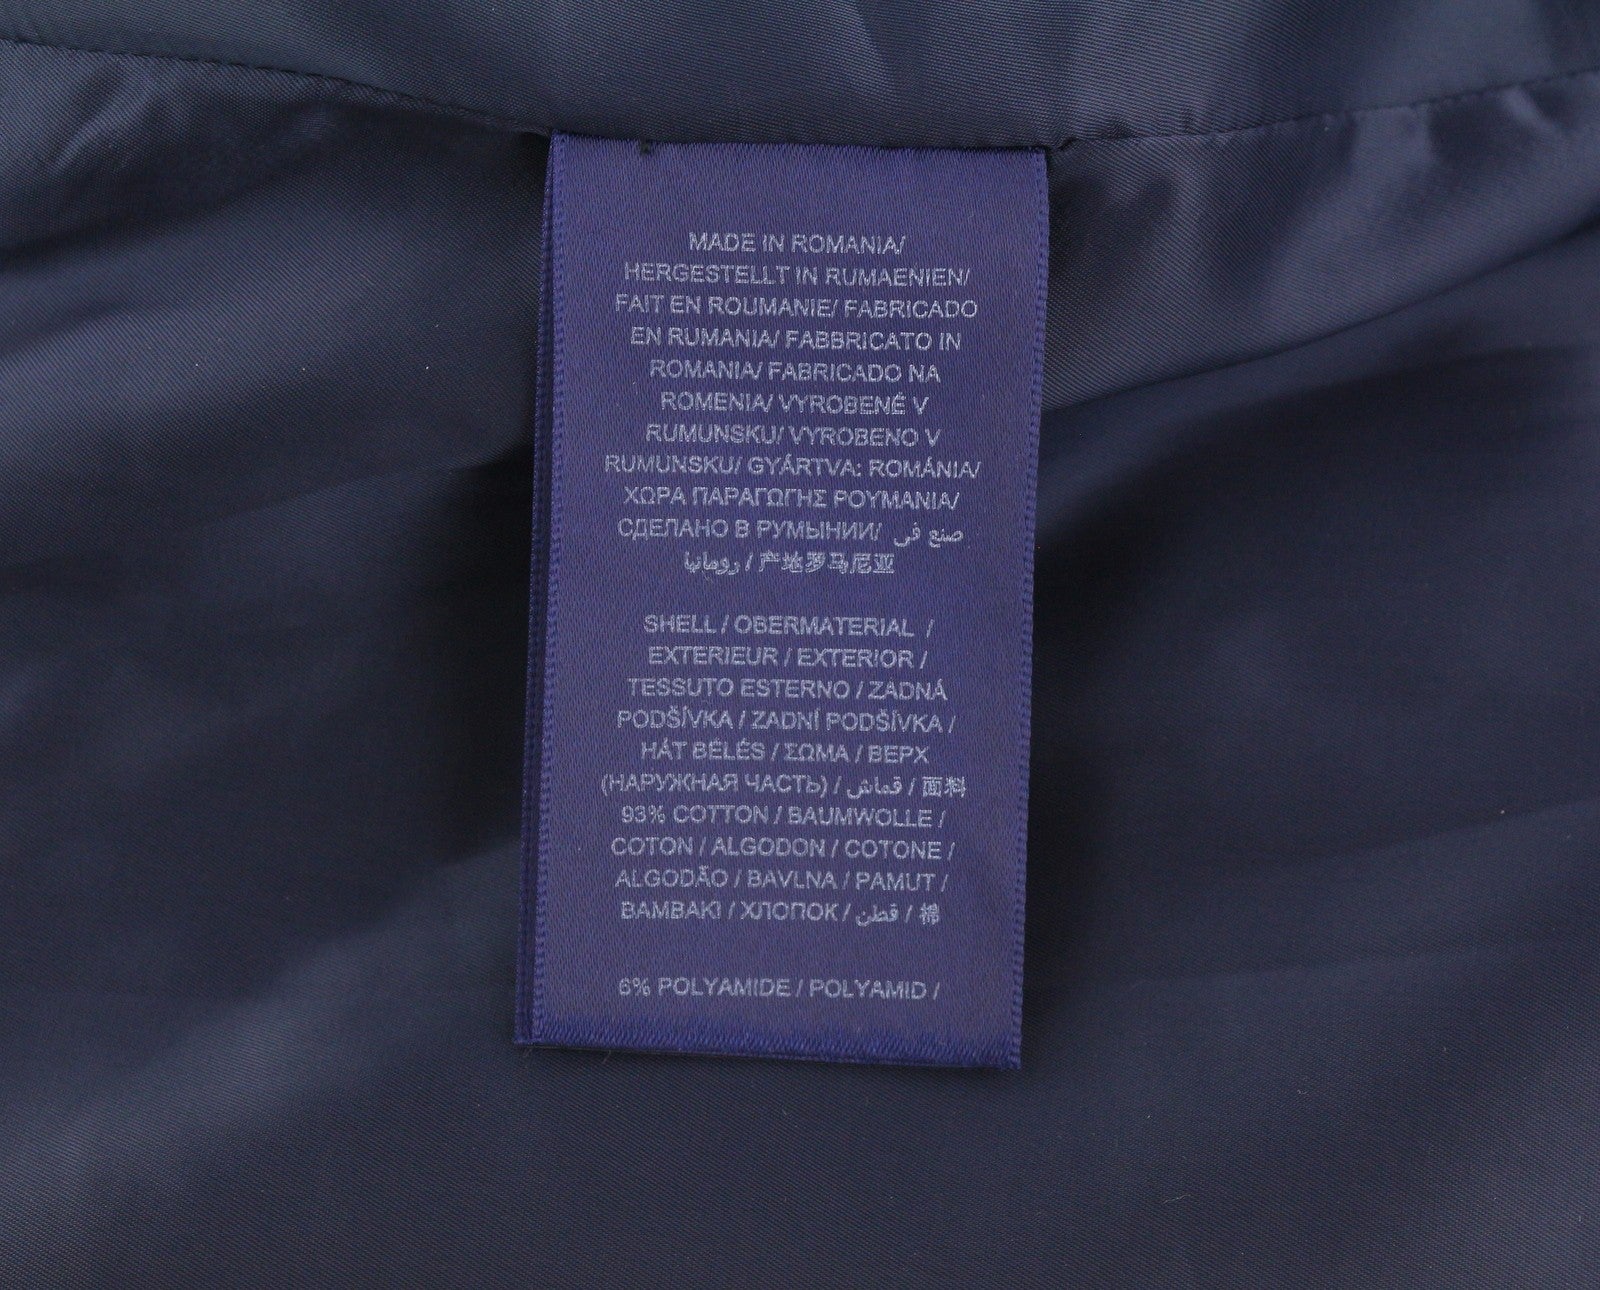 MADE IN ROMANIA/
HERGESTELLT IN RUMAENIEN/
FAIT EN ROUMANIE/ FABRICADO
EN RUMANIA/ FABBRICATO IN
ROMANIA/ FABRICADO NA
ROMENIA/ VYROBENÉ V
RUMUNSKU/ VYROBENO V
RUMUNSKU/ GYÁRTVA: ROMÁNIA/
ΧΩΡΑ ΠΑΡΑΓΩΓΗΣ ΡΟΥΜΑΝΙΑ/
СДЕЛАНО В РУМЫНИИ/ صنع في
رومانيا / 产地罗马尼亚
SHELL / OBERMATERIAL /
EXTERIEUR / EXTERIOR /
TESSUTO ESTERNO / ZADNÁ
PODŠÍVKA / ZADNÍ PODŠÍVKA /
HÁT BÉLÉS / ΣΩΜΑ / ВЕРХ
(НАРУЖНАЯ ЧАСТЬ) / قماش / 面料
93% COTTON / BAUMWOLLE /
COTON / ALGODON / COTONE /
ALGODÃO / BAVLNA / PAMUT /
ΒΑΜΒΑΚΙ / ХЛОПОК / قطن / 棉
6% POLYAMIDE / POLYAMID /